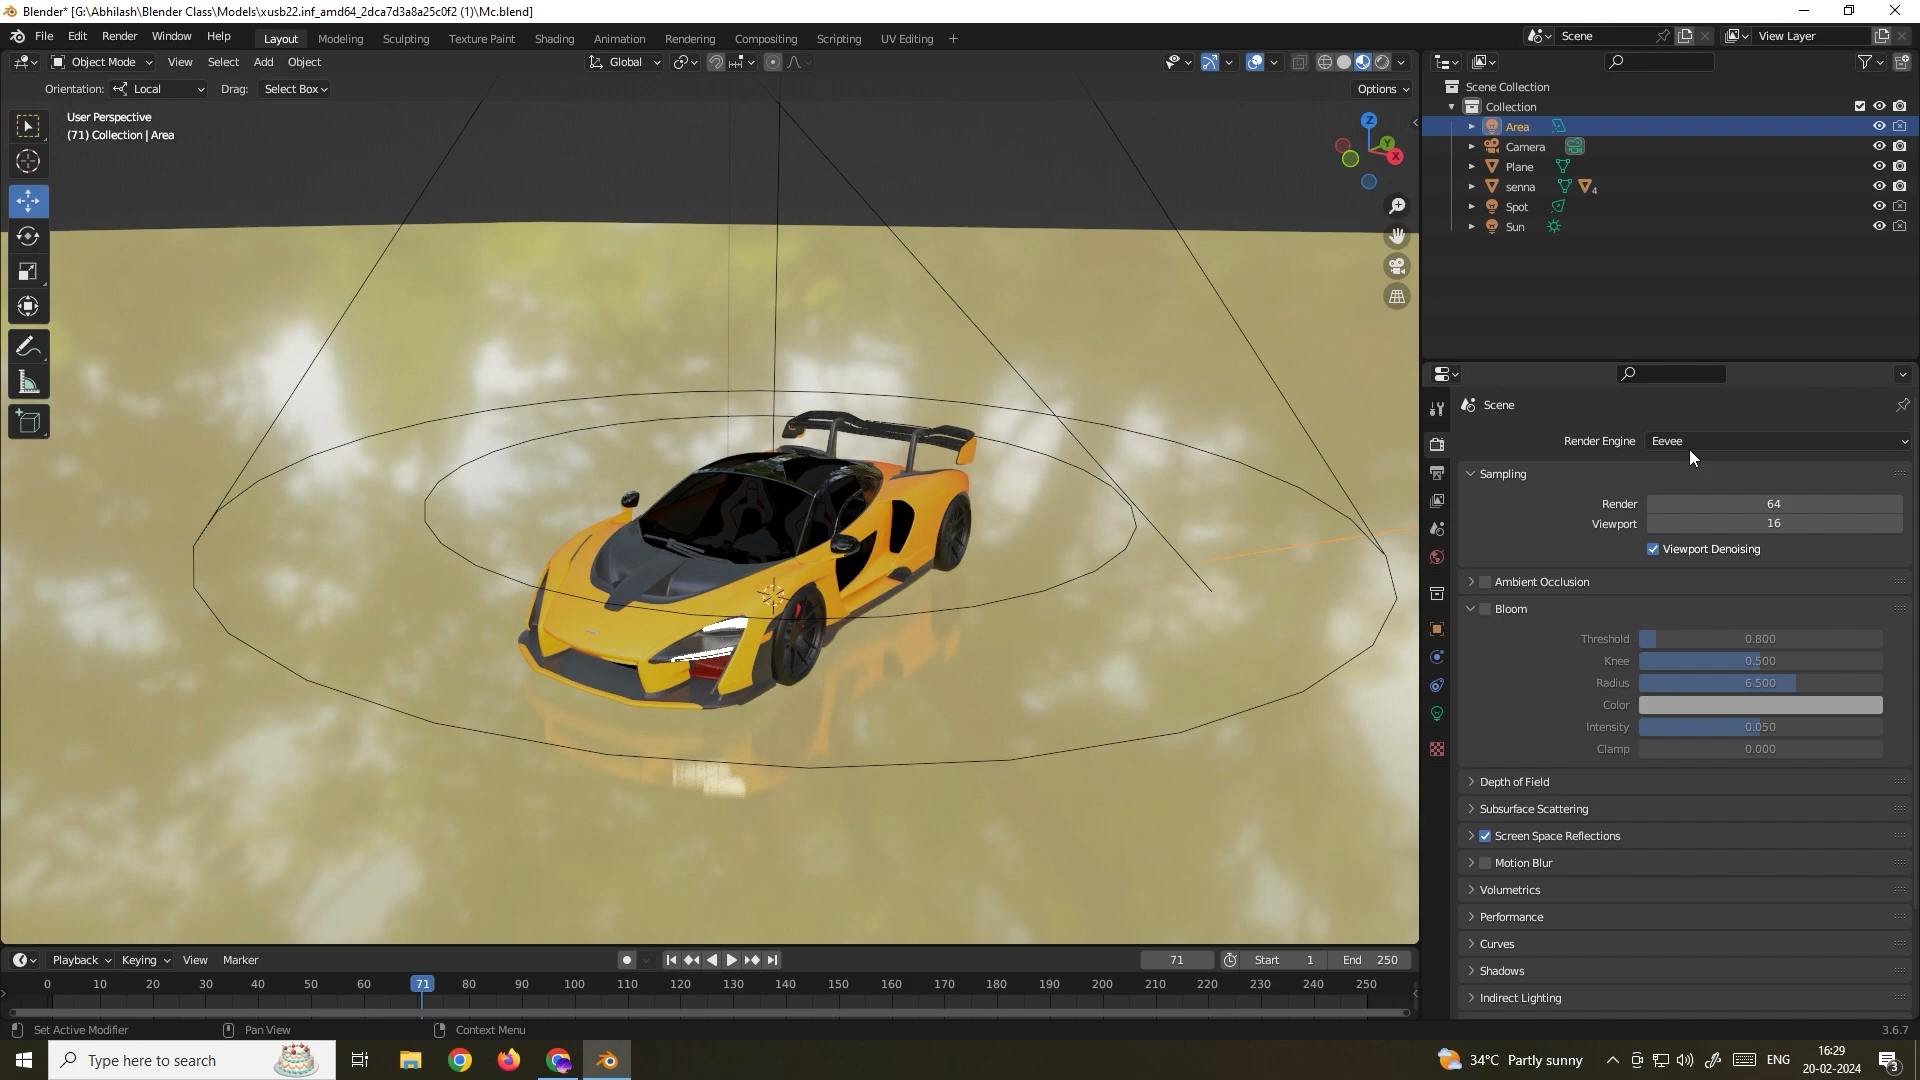 Blender* [G:\Abhilash\Blender Class\Models\xusb22.inf_amd64_2dca7d3a8a25c0f2 (1)\Mc.blend]
File Edit Render Window Help Layout Modeling Sculpting Texture Paint UV Editing Shading Animation Rendering Compositing Scripting UV Editing + Scene View Layer
Object Mode View Select Add Object Global
Orientation: Local Drag: Select Box Options
User Perspective
(71) Collection | Area
Z
Y
X
Scene Collection
Collection
Area
Camera
Plane
senna 4
Spot
Sun
Scene
Render Engine Eevee
Sampling
Render 64
Viewport 16
Viewport Denoising
Ambient Occlusion
Bloom
Threshold 0.800
Knee 0.500
Radius 6.500
Color
Intensity 0.050
Clamp 0.000
Depth of Field
Subsurface Scattering
Screen Space Reflections
Motion Blur
Volumetrics
Performance
Curves
Shadows
Indirect Lighting
Playback Keying View Marker 71 Start 1 End 250
0 10 20 30 40 50 60 71 80 90 100 110 120 130 140 150 160 170 180 190 200 210 220 230 240 250
Set Active Modifier Pan View Context Menu 3.6.7
Type here to search 34°C Partly sunny ENG 16:29
20-02-2024 3